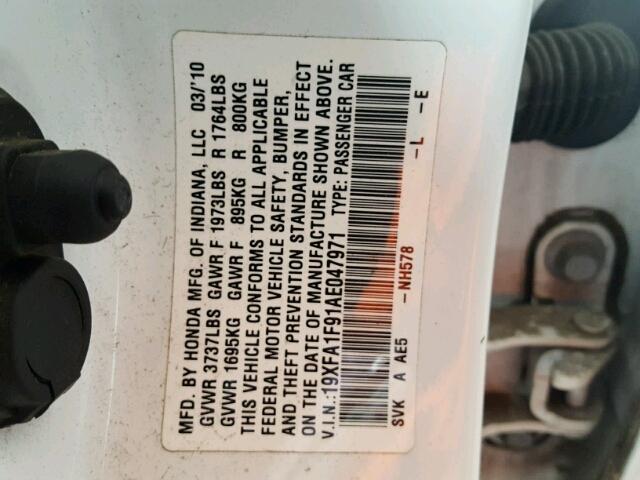 MFD. BY HONDA MFG. OF INDIANA, LLC 03/'10
GVWR 3737LBS GAWR F 1973LBS R 1764LBS
GVWR 1695KG GAWR F 895KG R 800KG
THIS VEHICLE CONFORMS TO ALL APPLICABLE
FEDERAL MOTOR VEHICLE SAFETY, BUMPER,
AND THEFT PREVENTION STANDARDS IN EFFECT
ON THE DATE OF MANUFACTURE SHOWN ABOVE.
V.I.N.:19XFA1F91AE047971 TYPE: PASSENGER CAR
SVK A AE5 -NH578 -L -E